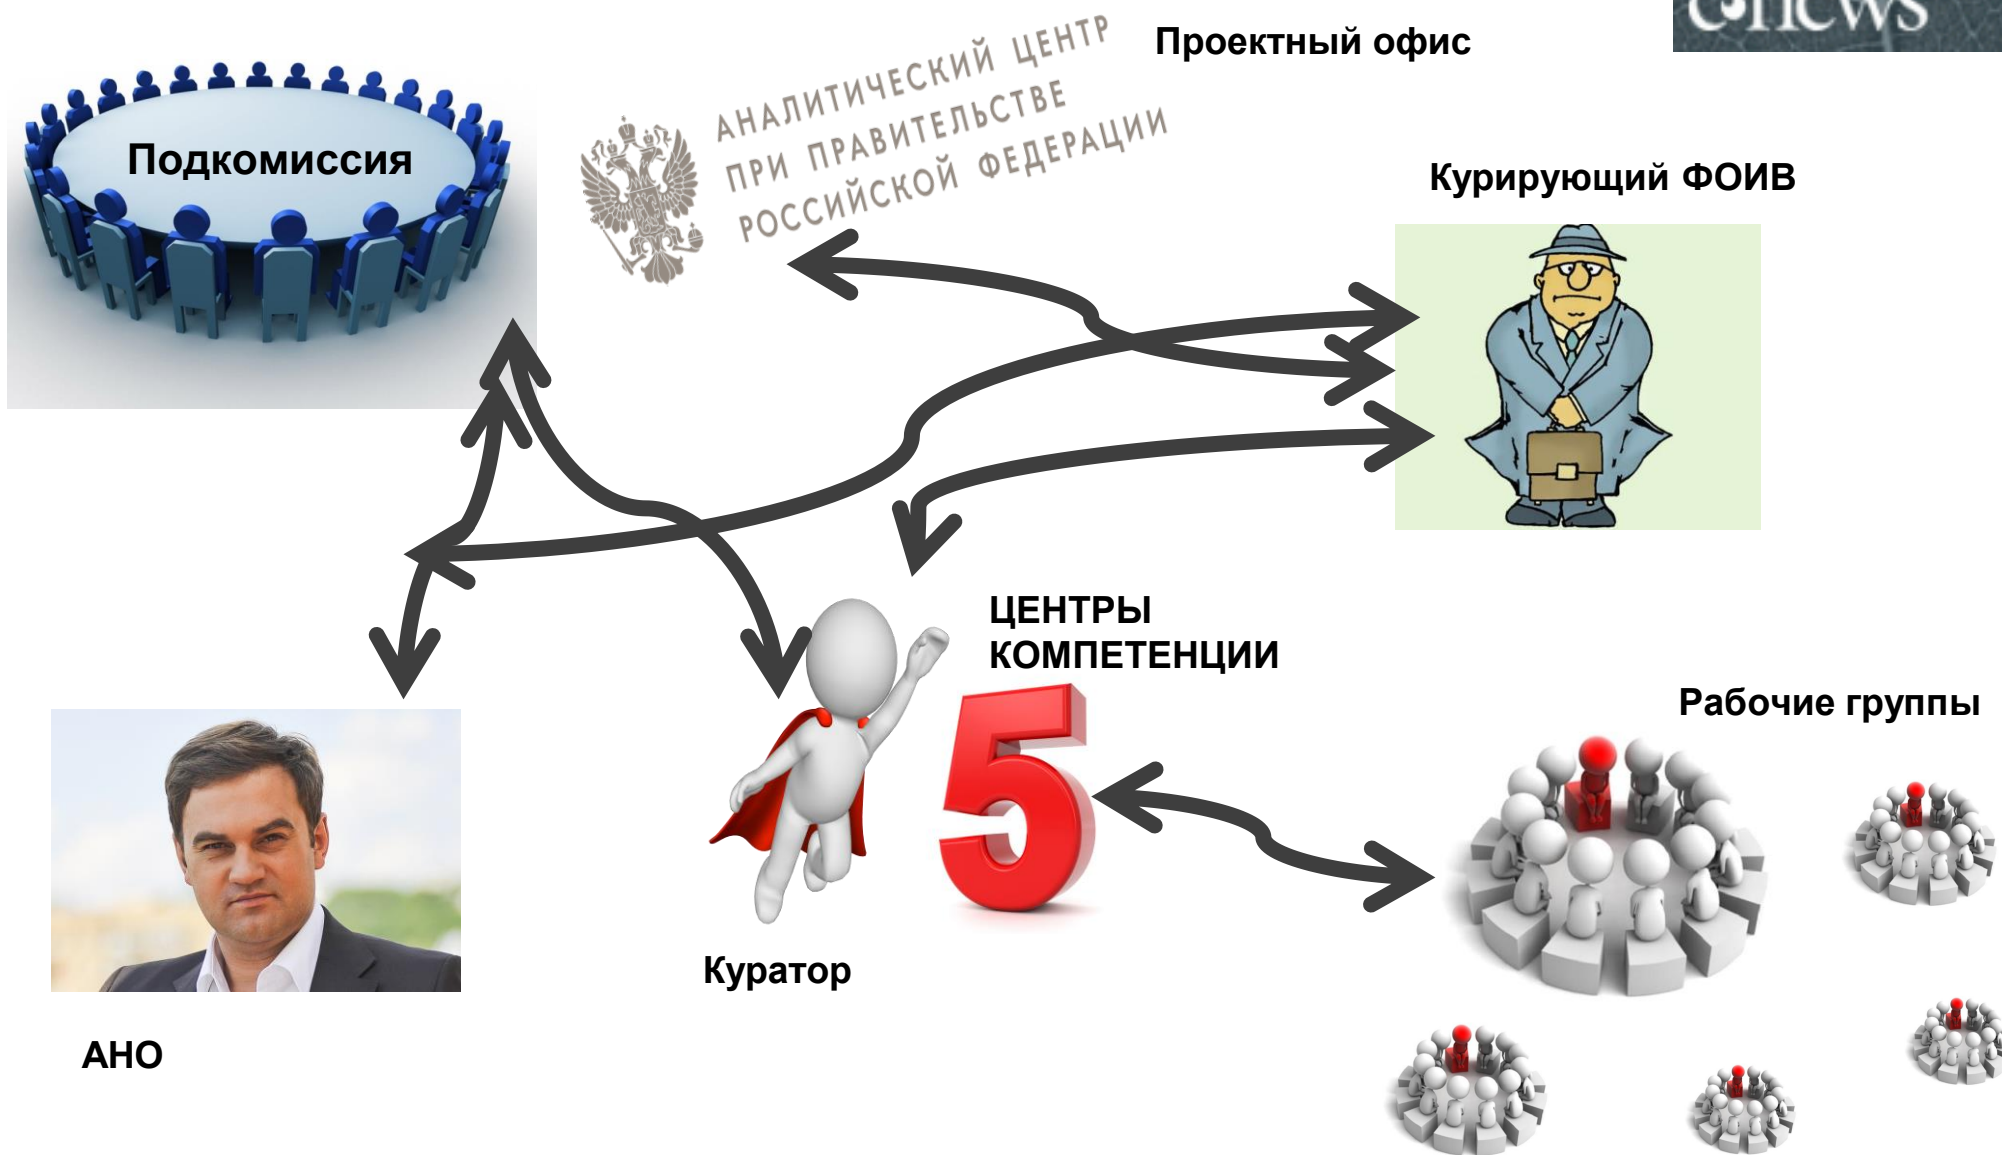 Проектный офис
АНАЛИТИЧЕСКИЙ ЦЕНТР
ПРИ ПРАВИТЕЛЬСТВЕ
РОССИЙСКОЙ ФЕДЕРАЦИИ
Подкомиссия
Курирующий ФОИВ
ЦЕНТРЫ
КОМПЕТЕНЦИИ
5
Рабочие группы
Куратор
АНО